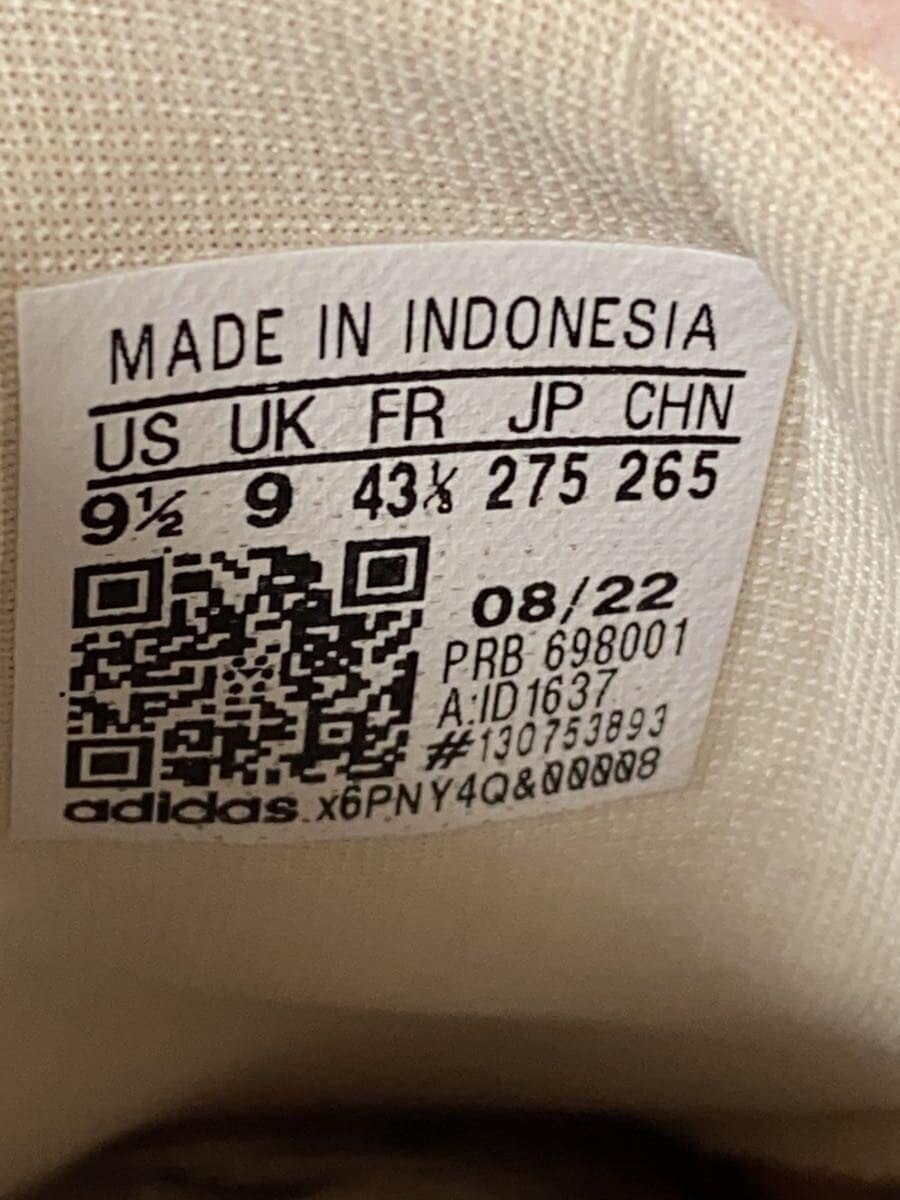 MADE IN INDONESIA
US UK FR JP CHN
9½ 9 43⅓ 275 265
08/22
PRB 698001
A:ID1637
#130753893
adidas. x6PNY4Q&00008